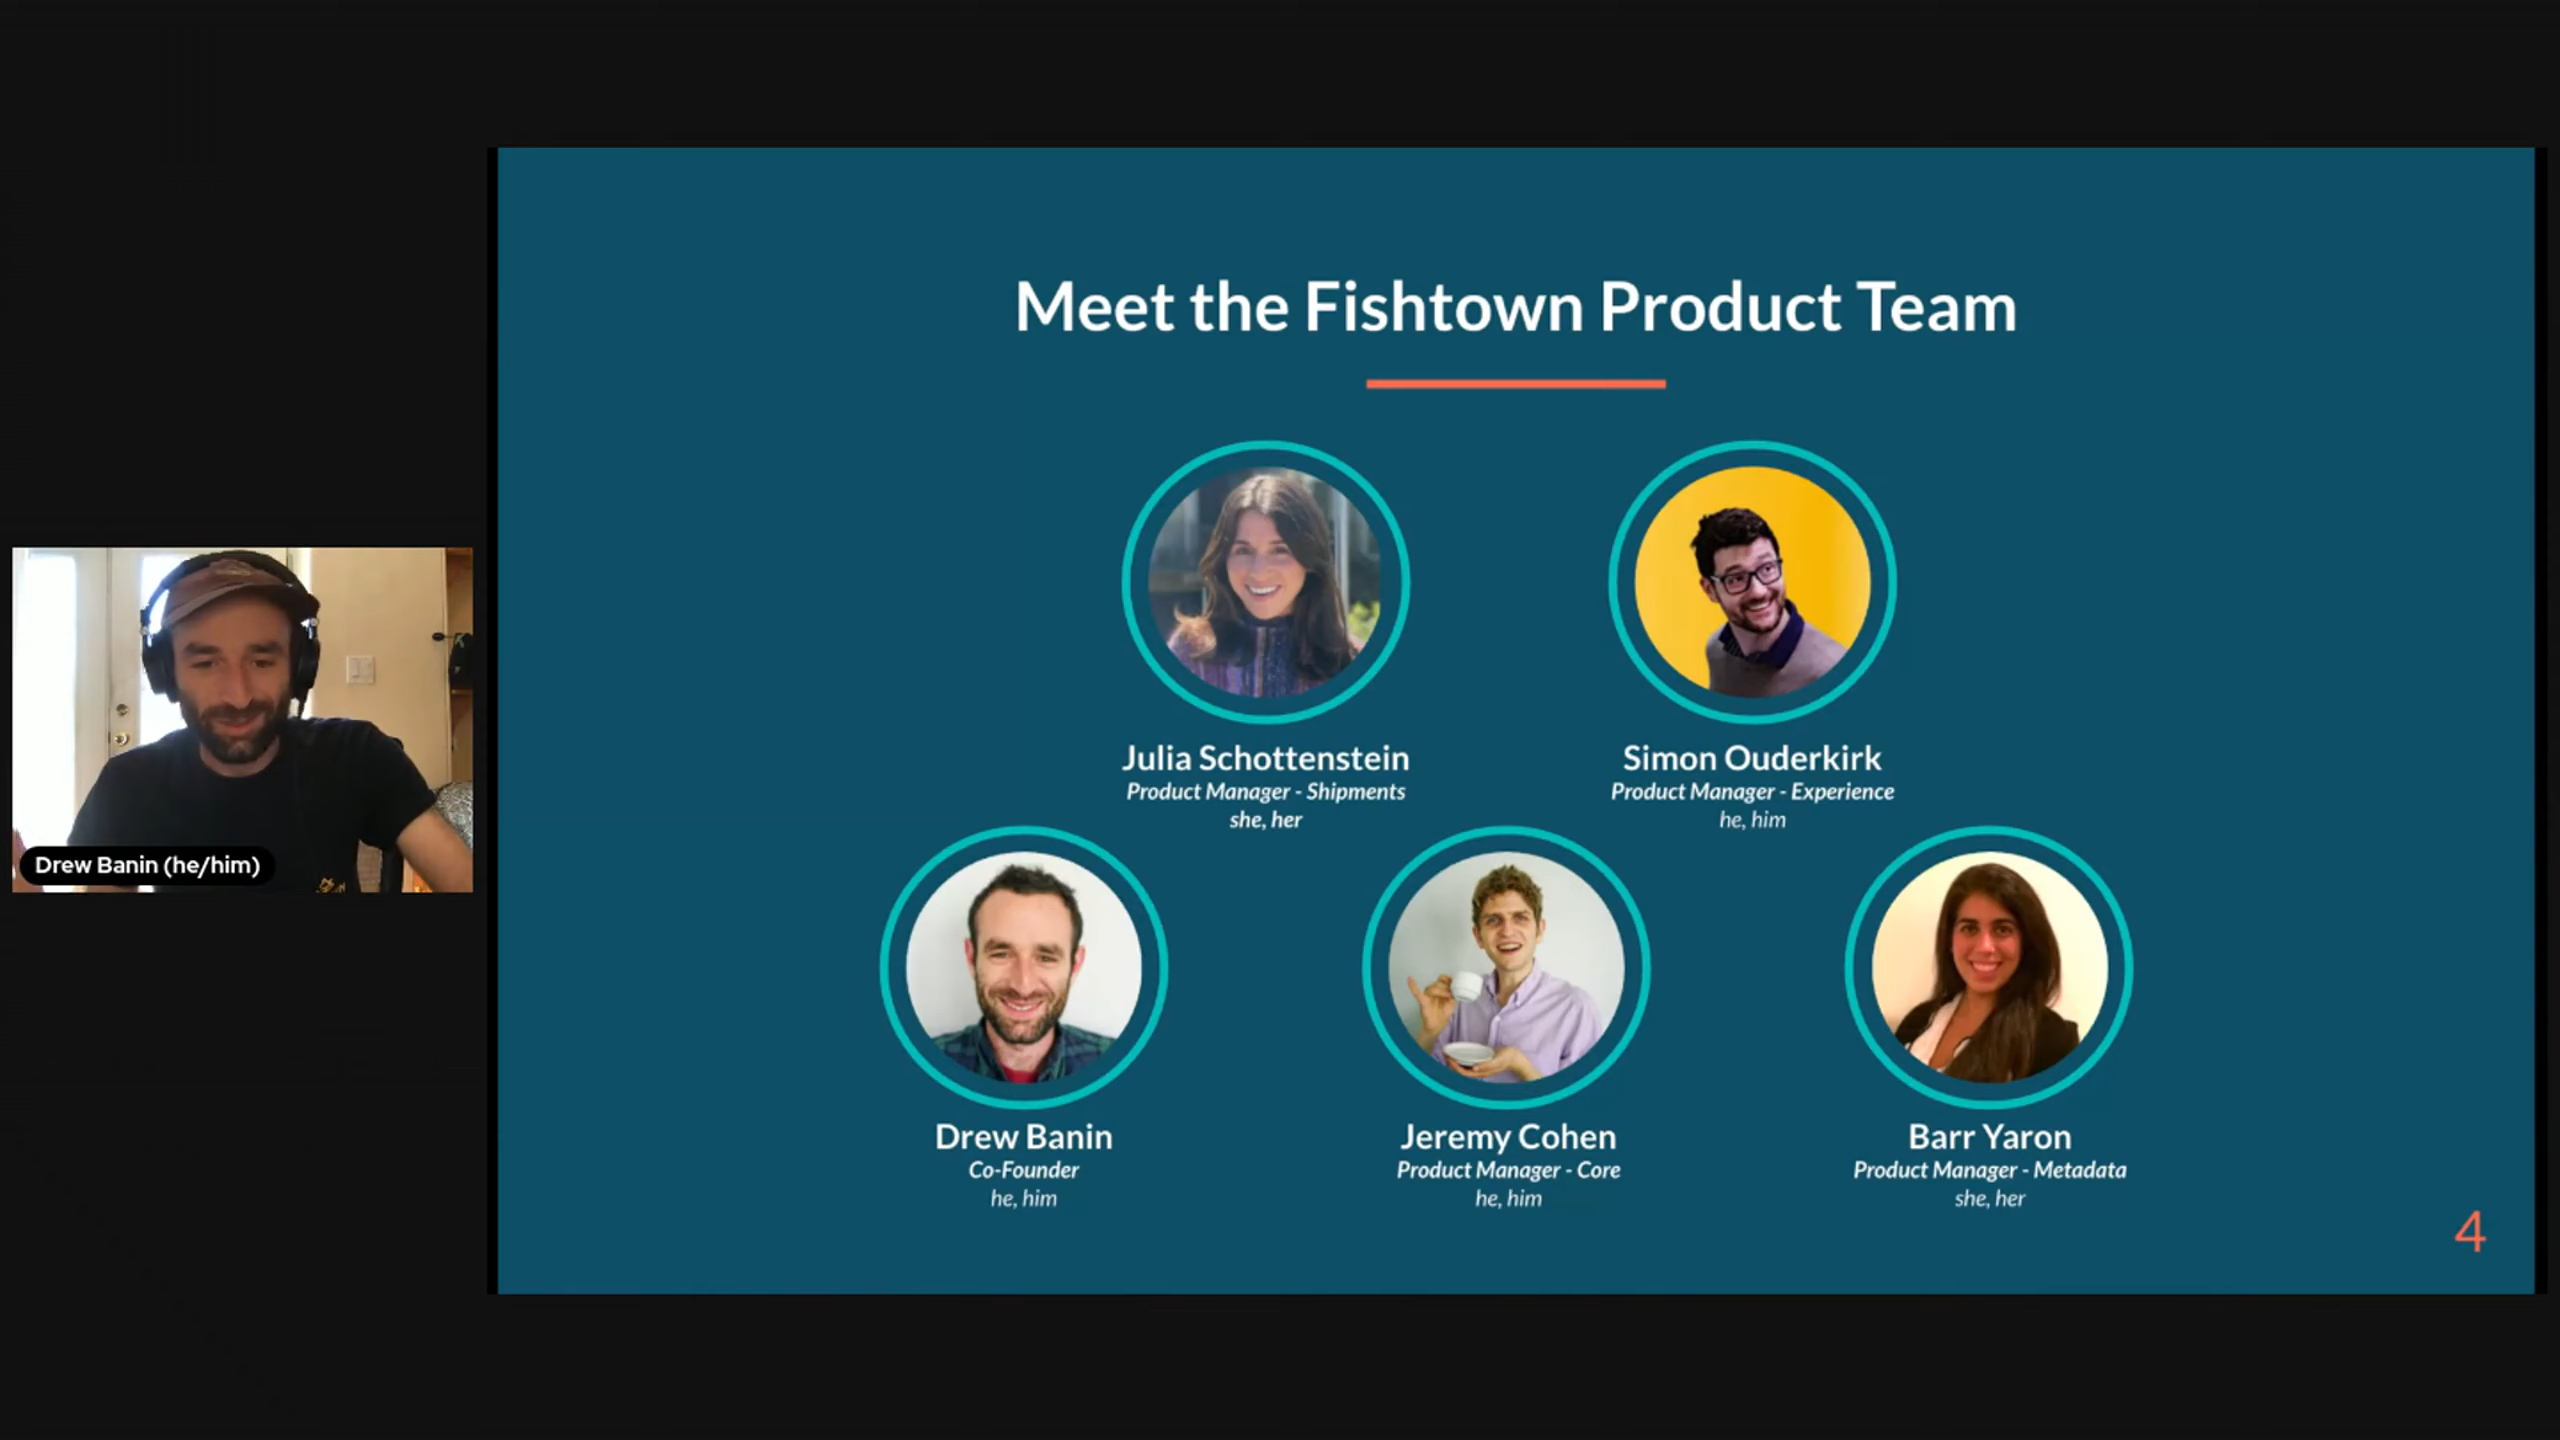 Meet the Fishtown Product Team
Julia Schottenstein
Product Manager - Shipments
she, her
Simon Ouderkirk
Product Manager - Experience
he, him
Drew Banin (he/him)
Drew Banin
Co-Founder
he, him
Jeremy Cohen
Product Manager - Core
he, him
Barr Yaron
Product Manager - Metadata
she, her
4